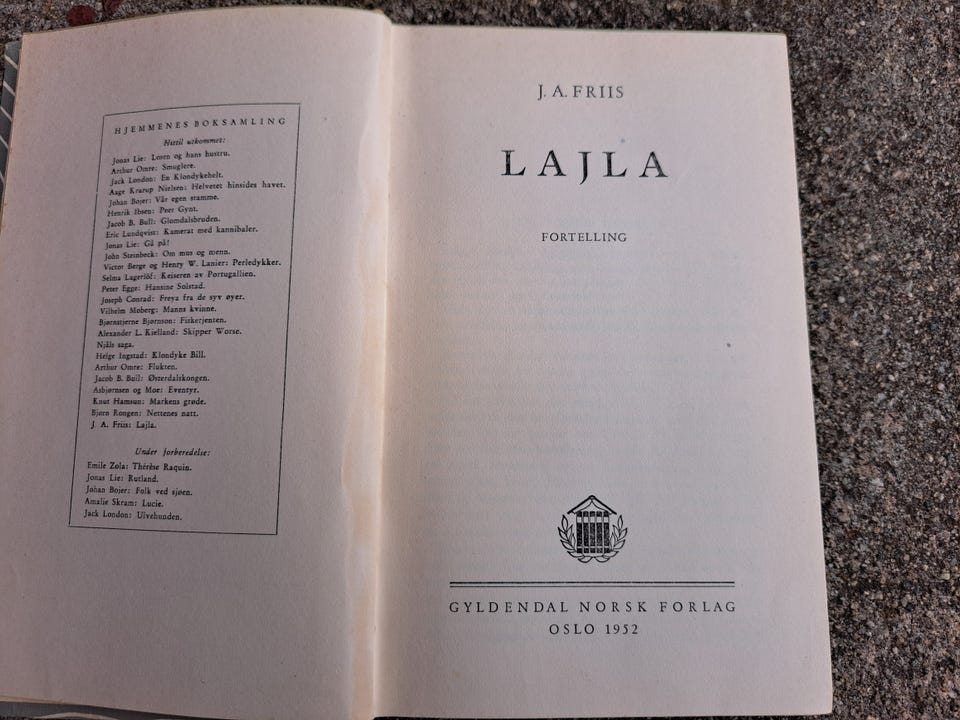 HJEMMENES BOKSAMLING
Hittil utkommet:
Jonas Lie: Losen og hans hustru.
Arthur Omre: Smuglere.
Jack London: En Klondykehelt.
Aage Krarup Nielsen: Helvetet hinsides havet.
Johan Bojer: Vår egen stamme.
Henrik Ibsen: Peer Gynt.
Jacob B. Bull: Glomdalsbruden.
Eric Lundqvist: Kamerat med kannibaler.
Jonas Lie: Gå på!
John Steinbeck: Om mus og menn.
Victor Berge og Henry W. Lanier: Perledykker.
Selma Lagerlöf: Keiseren av Portugallien.
Peter Egge: Hansine Solstad.
Joseph Conrad: Freya fra de syv øyer.
Vilhelm Moberg: Manns kvinne.
Bjørnstjerne Bjørnson: Fiskerjenten.
Alexander L. Kielland: Skipper Worse.
Njåls saga.
Helge Ingstad: Klondyke Bill.
Arthur Omre: Flukten.
Jacob B. Bull: Østerdalskongen.
Asbjørnsen og Moe: Eventyr.
Knut Hamsun: Markens grøde.
Bjørn Rongen: Nettenes natt.
J. A. Friis: Lajla.
Under forberedelse:
Emile Zola: Thérèse Raquin.
Jonas Lie: Rutland.
Johan Bojer: Folk ved sjøen.
Amalie Skram: Lucie.
Jack London: Ulvehunden.
J. A. FRIIS
LAJLA
FORTELLING
GYLDENDAL NORSK FORLAG
OSLO 1952